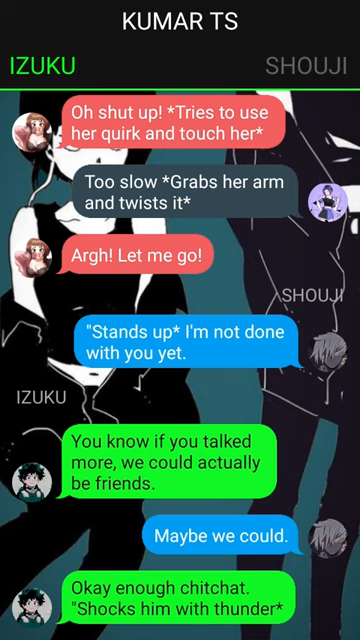 KUMAR TS
IZUKU
SHOUJI
Oh shut up! *Tries to use
her quirk and touch her*
Too slow *Grabs her arm
and twists it*
Argh! Let me go!
SHOUJI
"Stands up* I'm not done
with you yet.
IZUKU
You know if you talked
more, we could actually
be friends.
Maybe we could.
Okay enough chitchat.
"Shocks him with thunder*